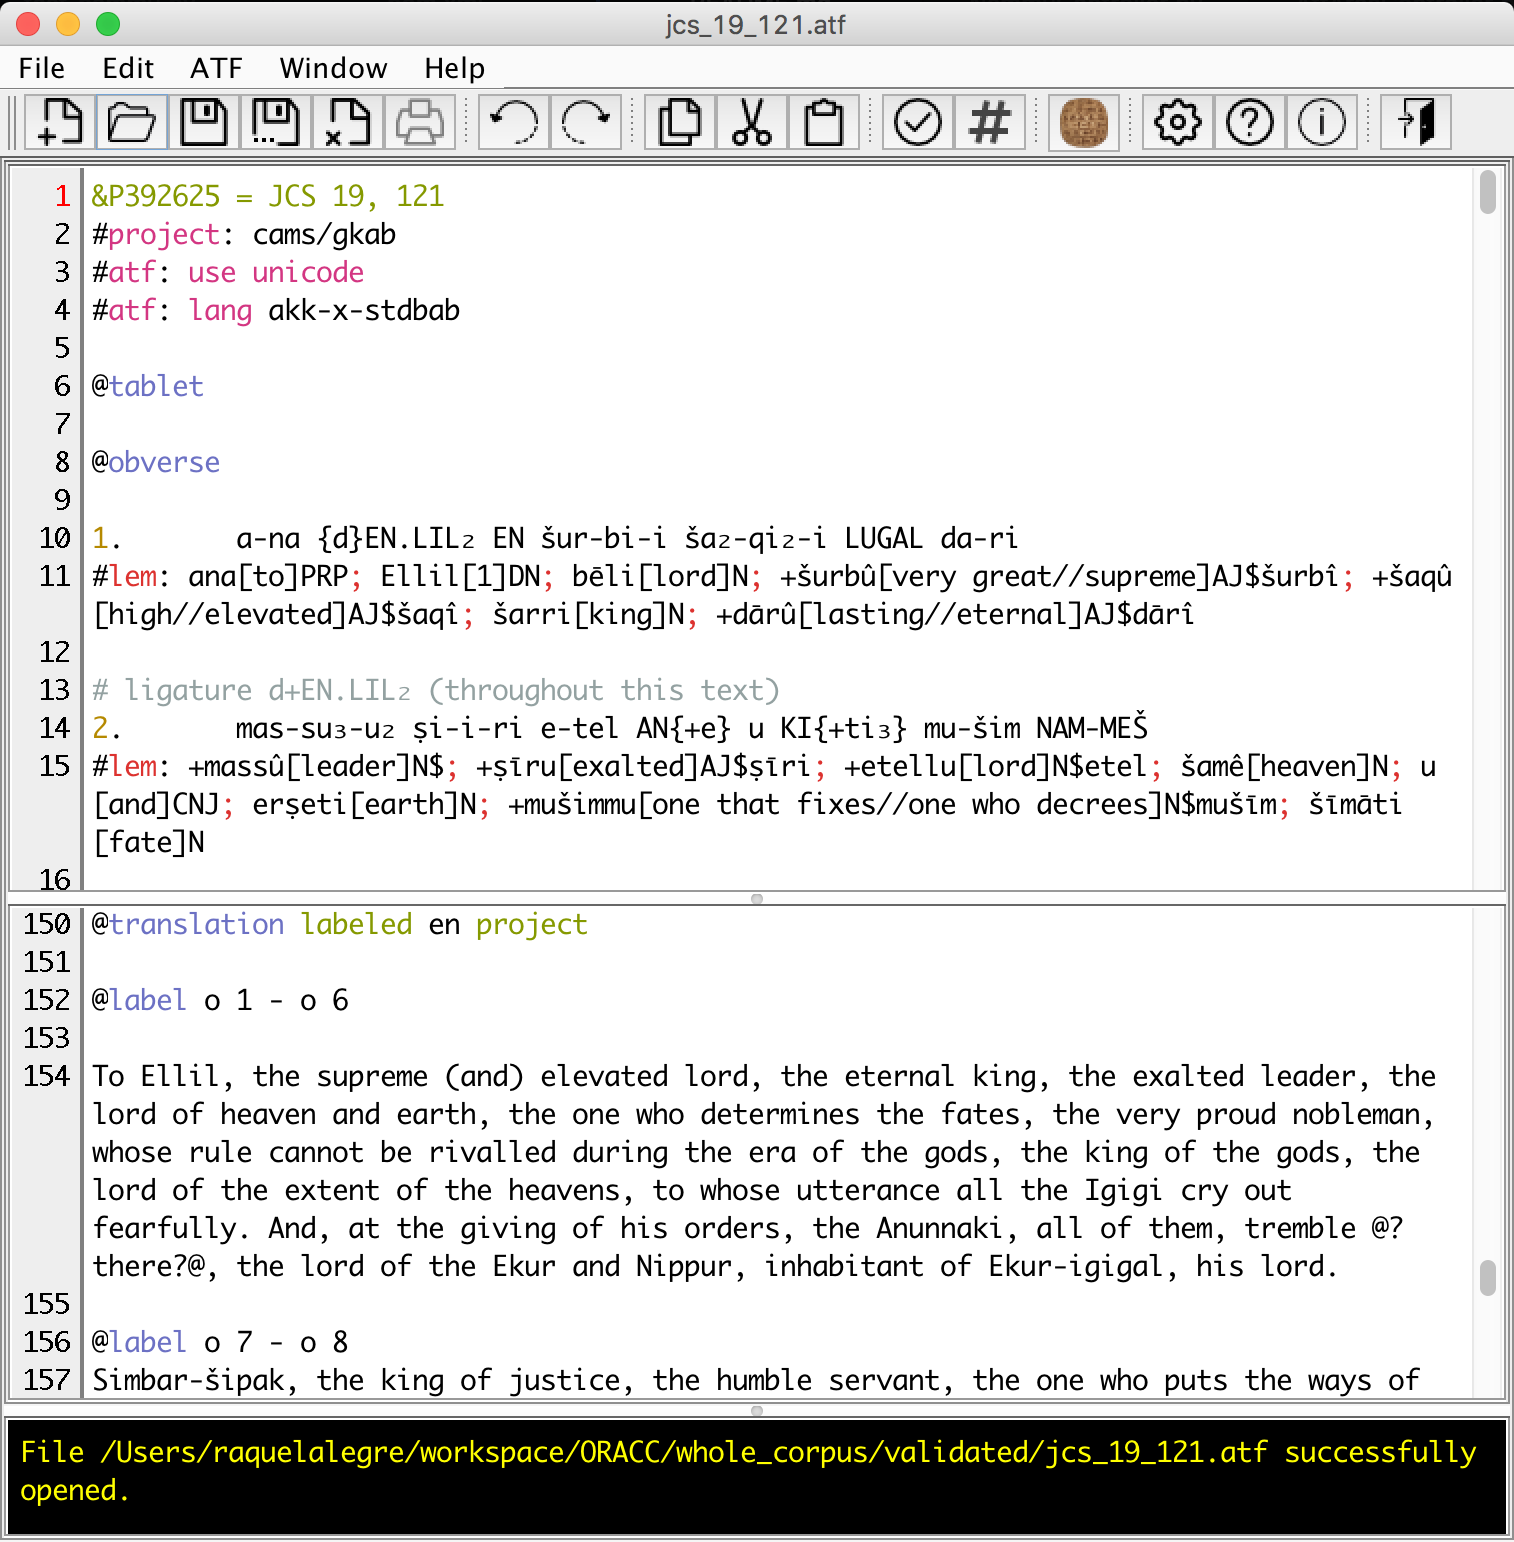 jcs_19_121.atf
File Edit ATF Window Help
1 &P392625 = JCS 19, 121
2 #project: cams/gkab
3 #atf: use unicode
4 #atf: lang akk-x-stdbab
5
6 @tablet
7
8 @obverse
9
10 1. a-na {d}EN.LIL₂ EN šur-bi-i ša₂-qi₂-i LUGAL da-ri
11 #lem: ana[to]PRP; Ellil[1]DN; bēli[lord]N; +šurbû[very great//supreme]AJ$šurbî; +šaqû
[high//elevated]AJ$šaqî; šarri[king]N; +dārû[lasting//eternal]AJ$dārî
12
13 # ligature d+EN.LIL₂ (throughout this text)
14 2. mas-su₃-u₂ ṣi-i-ri e-tel AN{+e} u KI{+ti₃} mu-šim NAM-MEŠ
15 #lem: +massû[leader]N$; +ṣīru[exalted]AJ$ṣīri; +etellu[lord]N$etel; šamê[heaven]N; u
[and]CNJ; erṣeti[earth]N; +mušimmu[one that fixes//one who decrees]N$mušīm; šīmāti
[fate]N
16
150 @translation labeled en project
151
152 @label o 1 - o 6
153
154 To Ellil, the supreme (and) elevated lord, the eternal king, the exalted leader, the
lord of heaven and earth, the one who determines the fates, the very proud nobleman,
whose rule cannot be rivalled during the era of the gods, the king of the gods, the
lord of the extent of the heavens, to whose utterance all the Igigi cry out
fearfully. And, at the giving of his orders, the Anunnaki, all of them, tremble @?
there?@, the lord of the Ekur and Nippur, inhabitant of Ekur-igigal, his lord.
155
156 @label o 7 - o 8
157 Simbar-šipak, the king of justice, the humble servant, the one who puts the ways of
File /Users/raquelalegre/workspace/ORACC/whole_corpus/validated/jcs_19_121.atf successfully
opened.